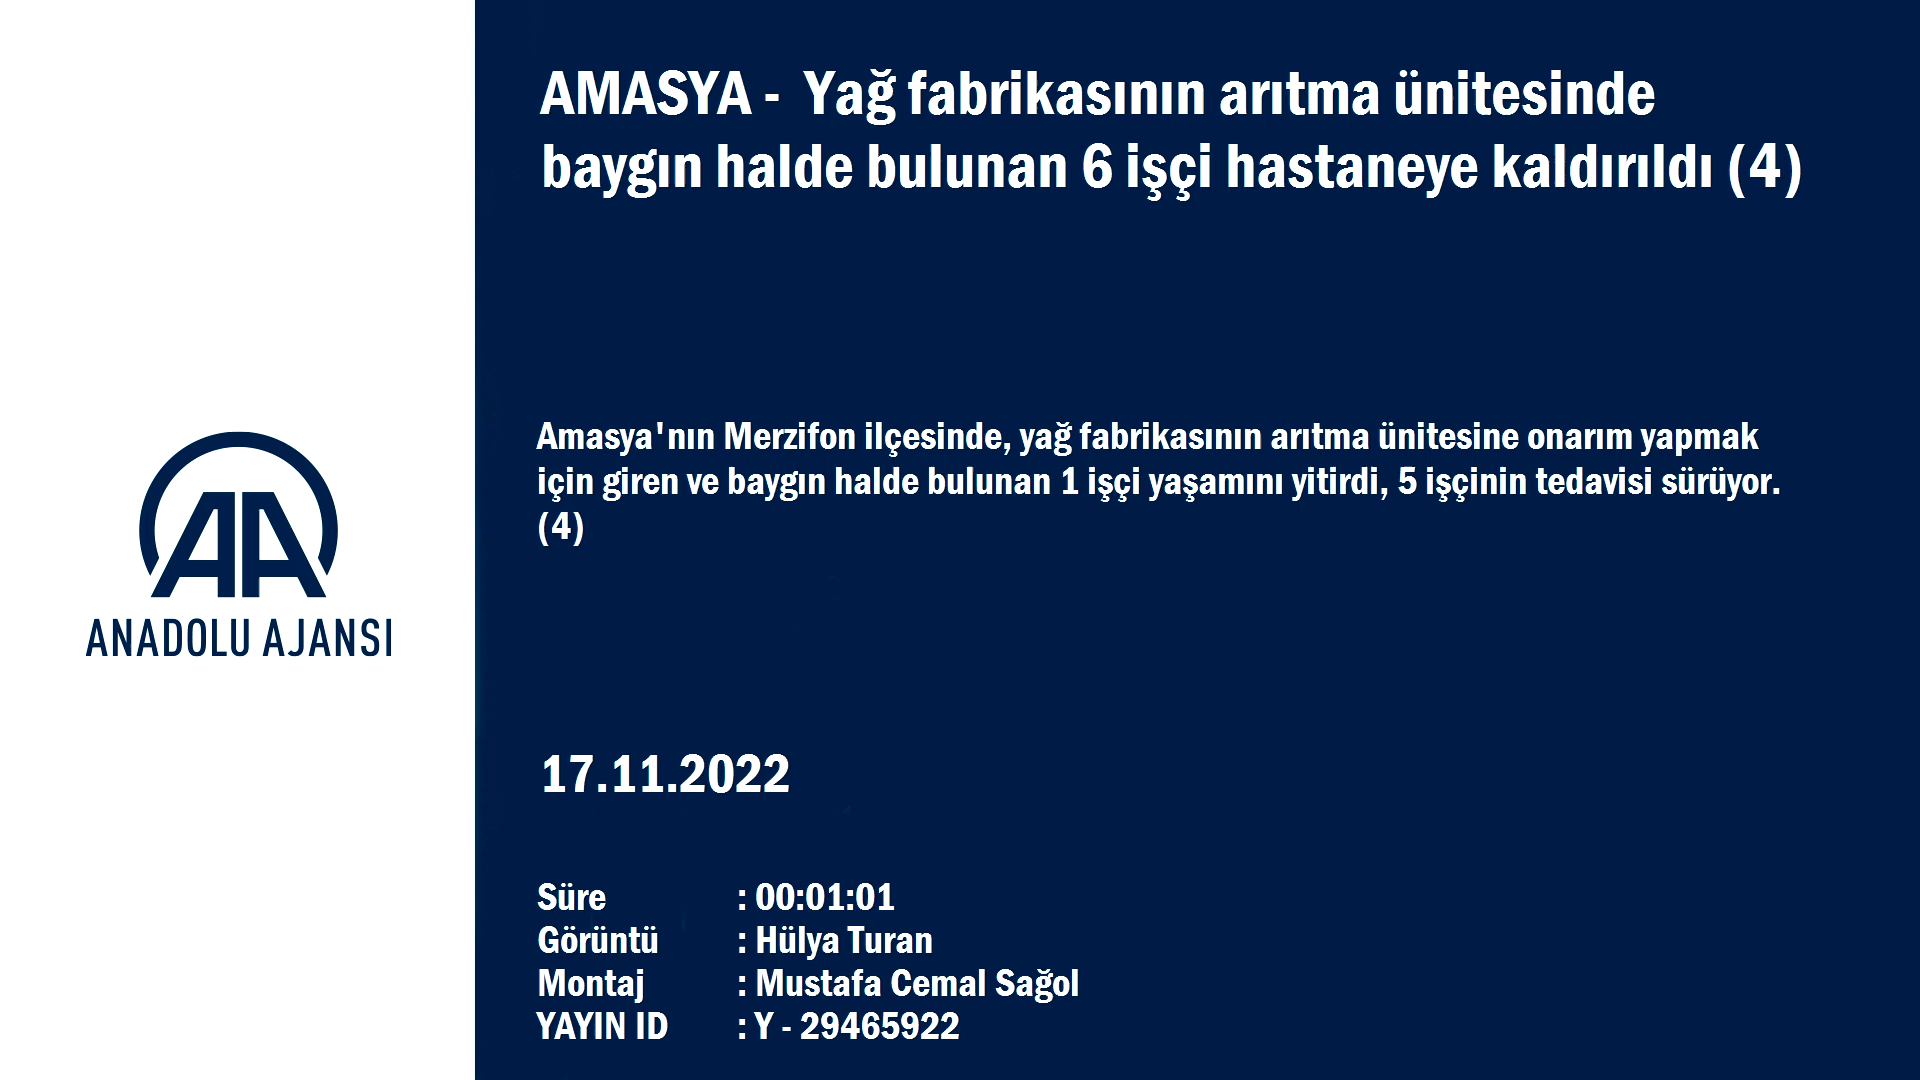 AMASYA - Yağ fabrikasının arıtma ünitesinde
baygın halde bulunan 6 işçi hastaneye kaldırıldı (4)
Amasya'nın Merzifon ilçesinde, yağ fabrikasının arıtma ünitesine onarım yapmak
için giren ve baygın halde bulunan 1 işçi yaşamını yitirdi, 5 işçinin tedavisi sürüyor.
(4)
AA
ANADOLU AJANSI
17.11.2022
Süre : 00:01:01
Görüntü : Hülya Turan
Montaj : Mustafa Cemal Sağol
YAYIN ID : Y - 29465922